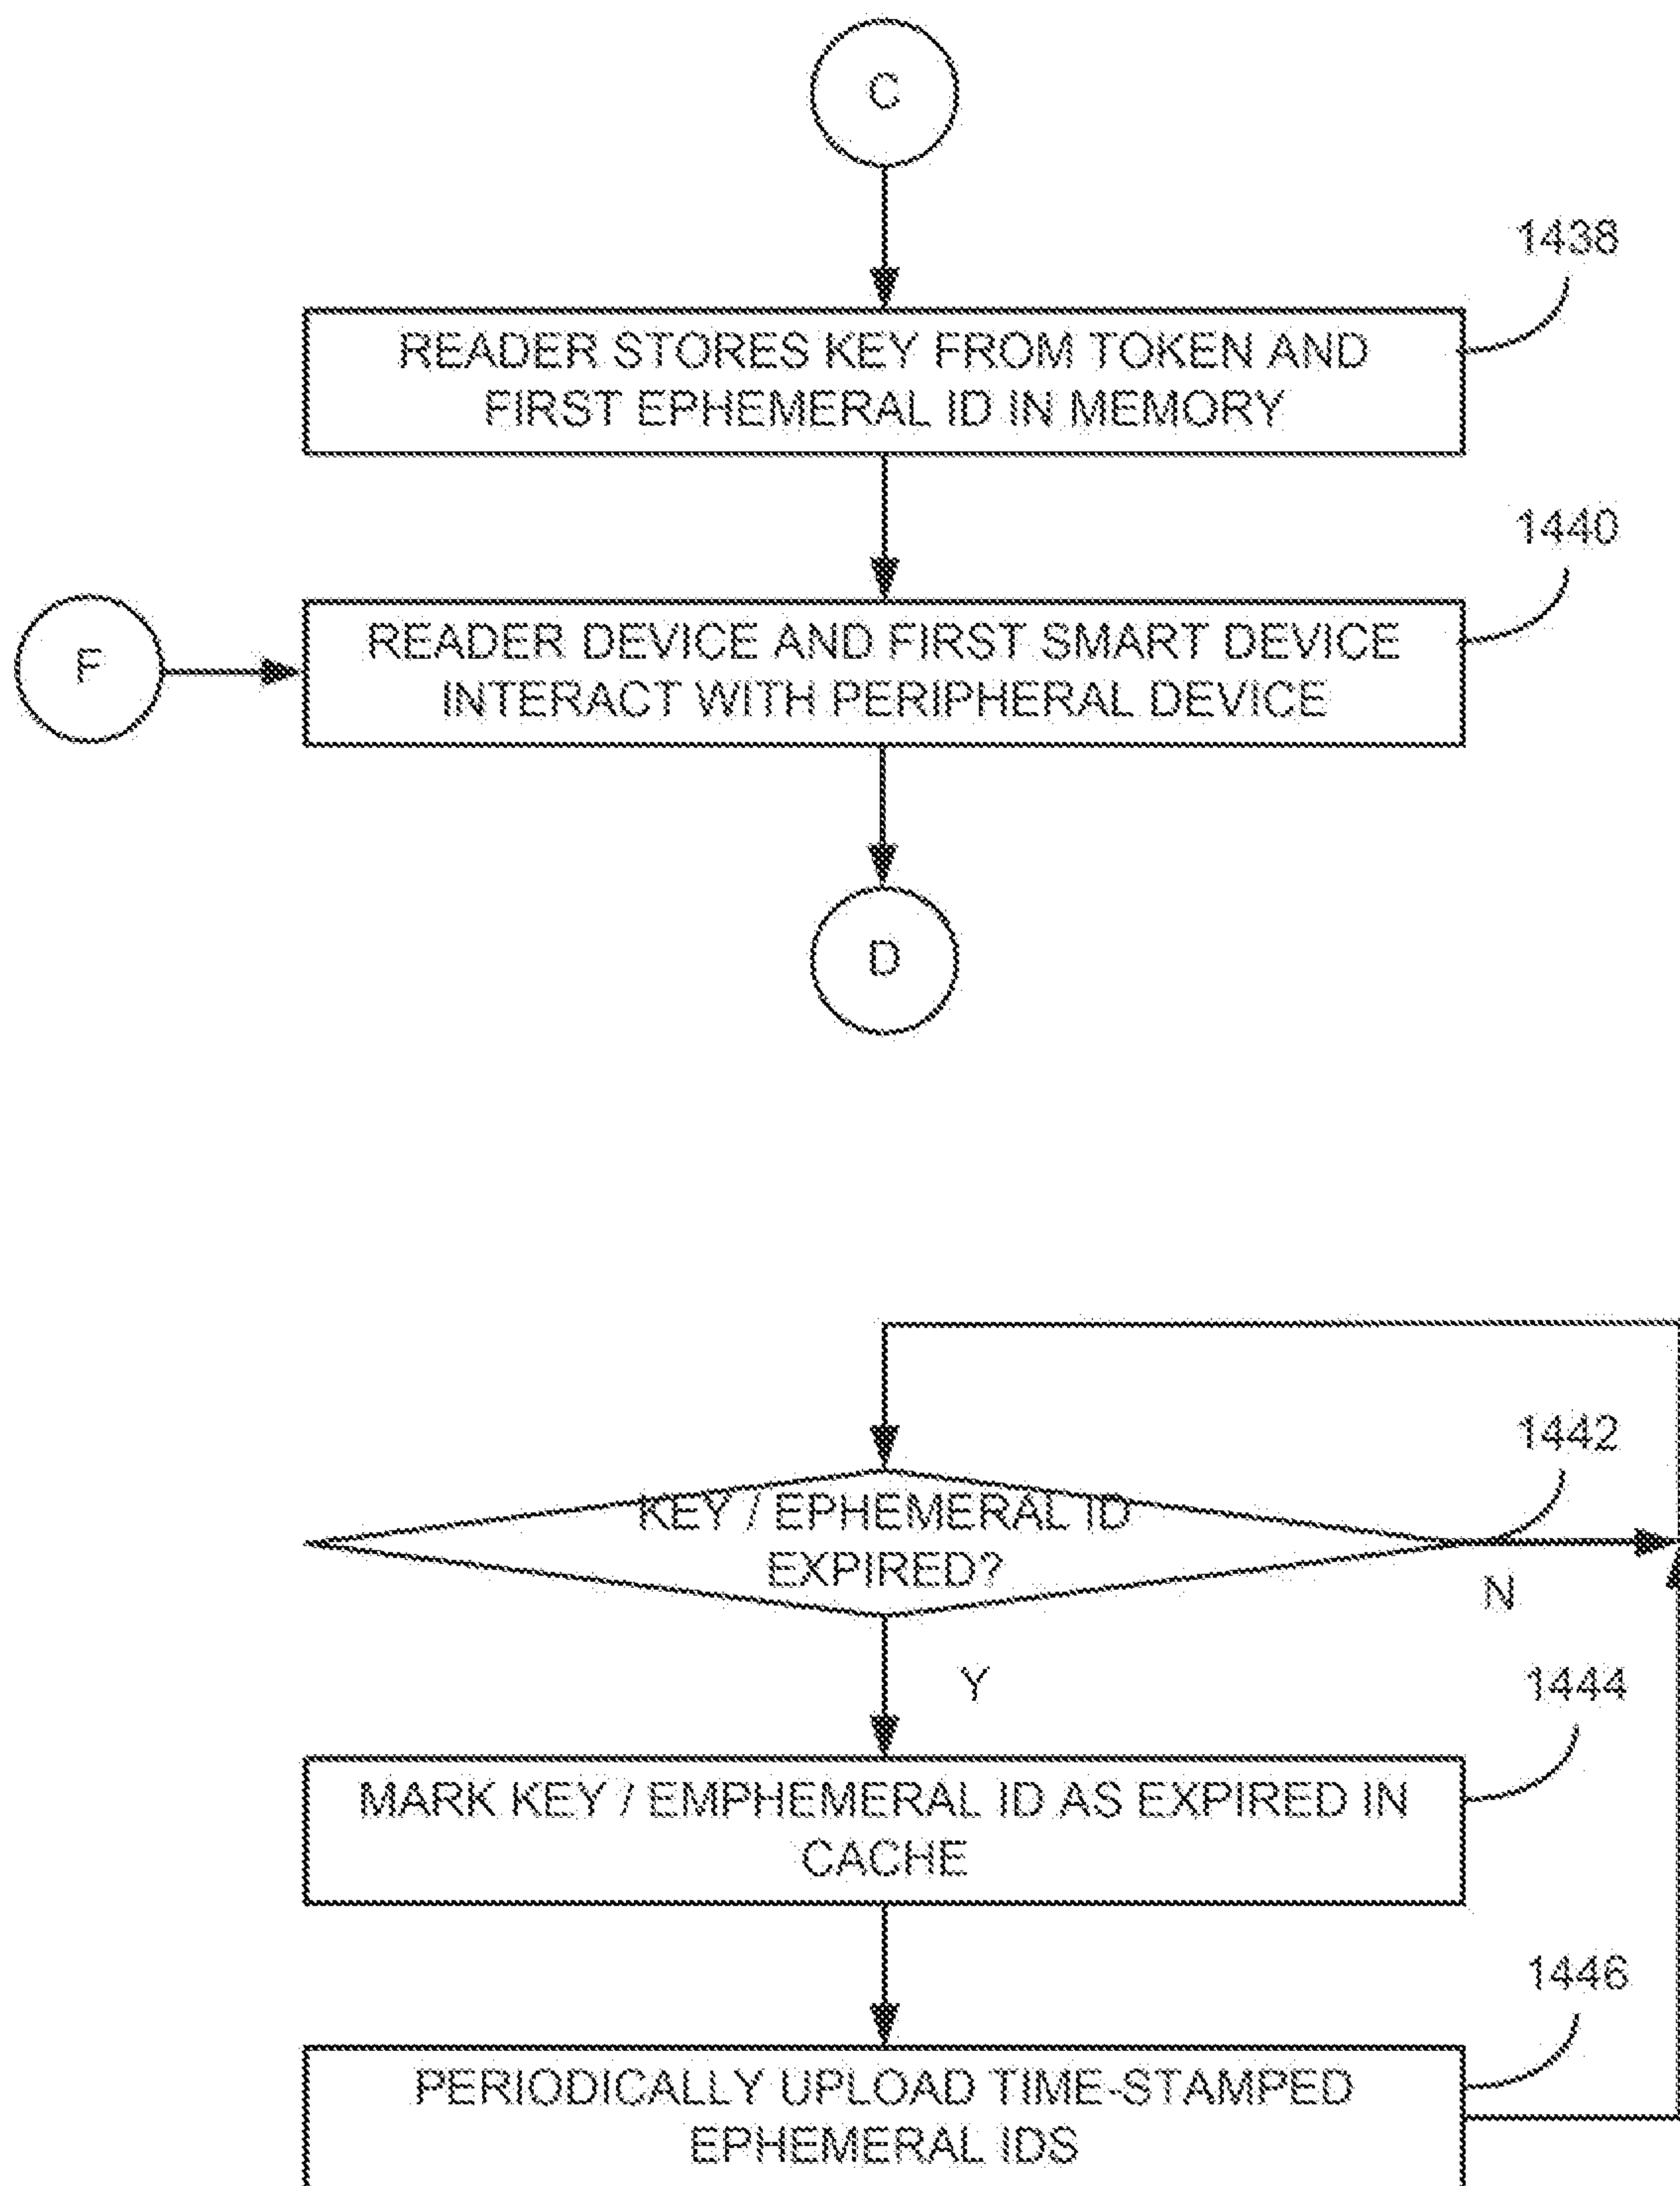 C
1438
READER STORES KEY FROM TOKEN AND
FIRST EPHEMERAL ID IN MEMORY
1440
F
READER DEVICE AND FIRST SMART DEVICE
INTERACT WITH PERIPHERAL DEVICE
D
1442
KEY / EPHEMERAL ID
EXPIRED?
N
Y
1444
MARK KEY / EMPHEMERAL ID AS EXPIRED IN
CACHE
1446
PERIODICALLY UPLOAD TIME-STAMPED
EPHEMERAL IDS